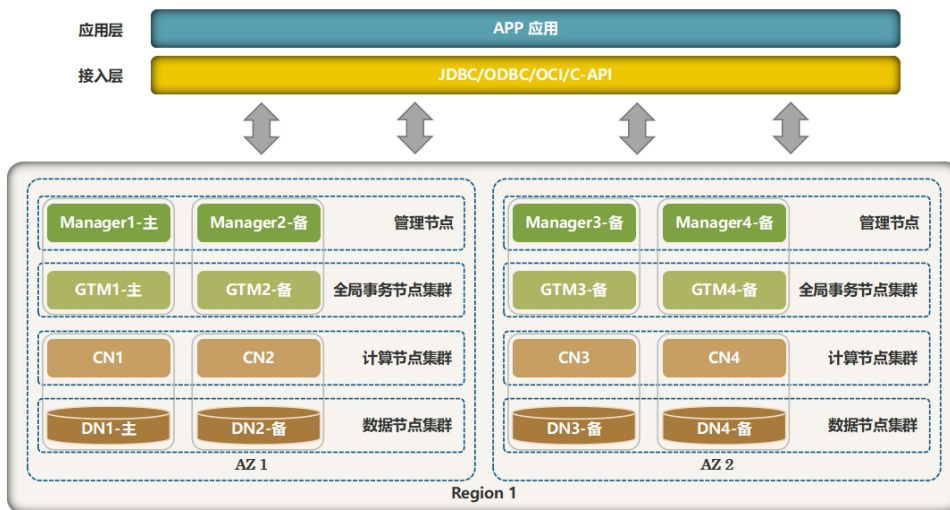 应用层
APP 应用
接入层
JDBC/ODBC/OCI/C-API
Manager1-主
Manager2-备
管理节点
Manager3-备
Manager4-备
管理节点
GTM1-主
GTM2-备
全局事务节点集群
GTM3-备
GTM4-备
全局事务节点集群
CN1
CN2
计算节点集群
CN3
CN4
计算节点集群
DN1-主
DN2-备
数据节点集群
DN3-备
DN4-备
数据节点集群
AZ 1
AZ 2
Region 1